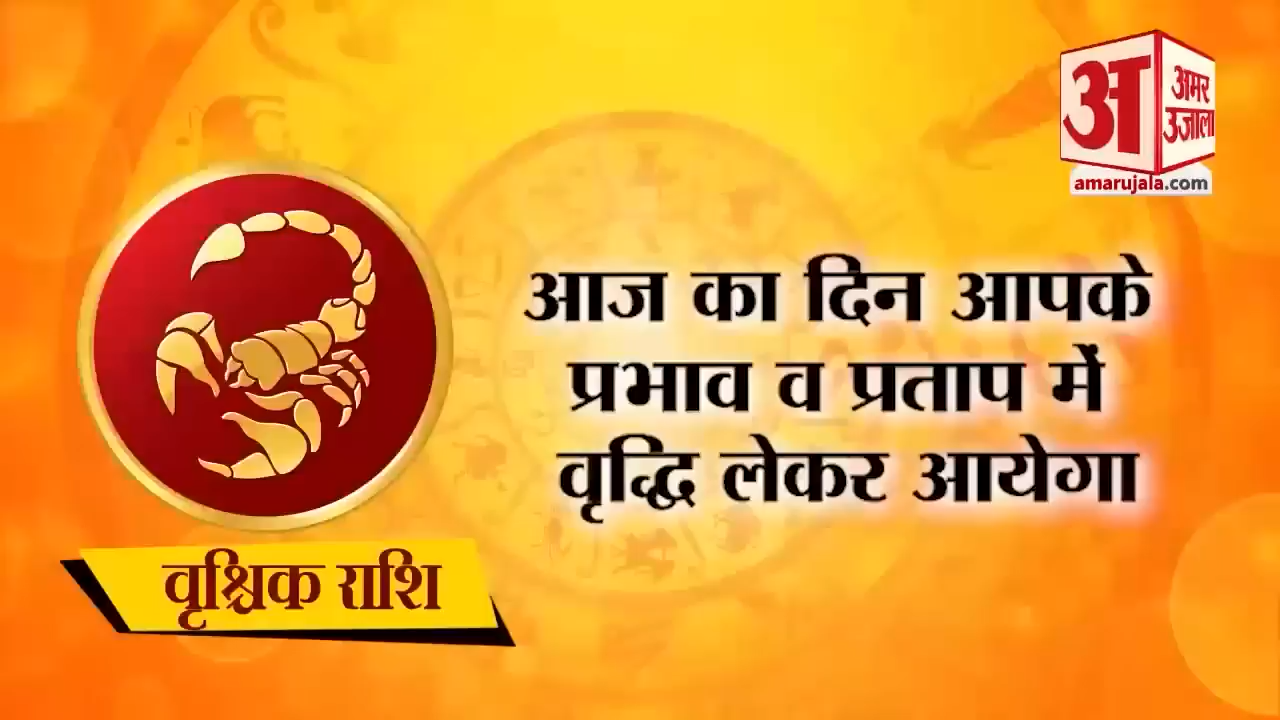 अ
अमर
उजाला
amarujala.com
आज का दिन आपके
प्रभाव व प्रताप में
वृद्धि लेकर आयेगा
वृश्चिक राशि